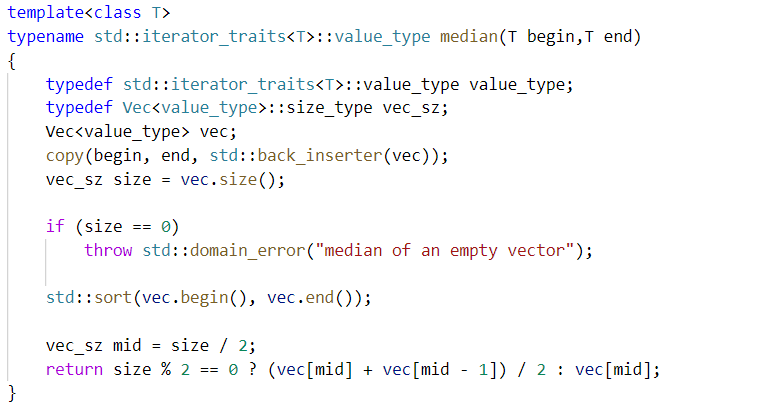 template<class T>
typename std::iterator_traits<T>::value_type median(T begin,T end)
{
    typedef std::iterator_traits<T>::value_type value_type;
    typedef Vec<value_type>::size_type vec_sz;
    Vec<value_type> vec;
    copy(begin, end, std::back_inserter(vec));
    vec_sz size = vec.size();

    if (size == 0)
        throw std::domain_error("median of an empty vector");

    std::sort(vec.begin(), vec.end());

    vec_sz mid = size / 2;
    return size % 2 == 0 ? (vec[mid] + vec[mid - 1]) / 2 : vec[mid];
}